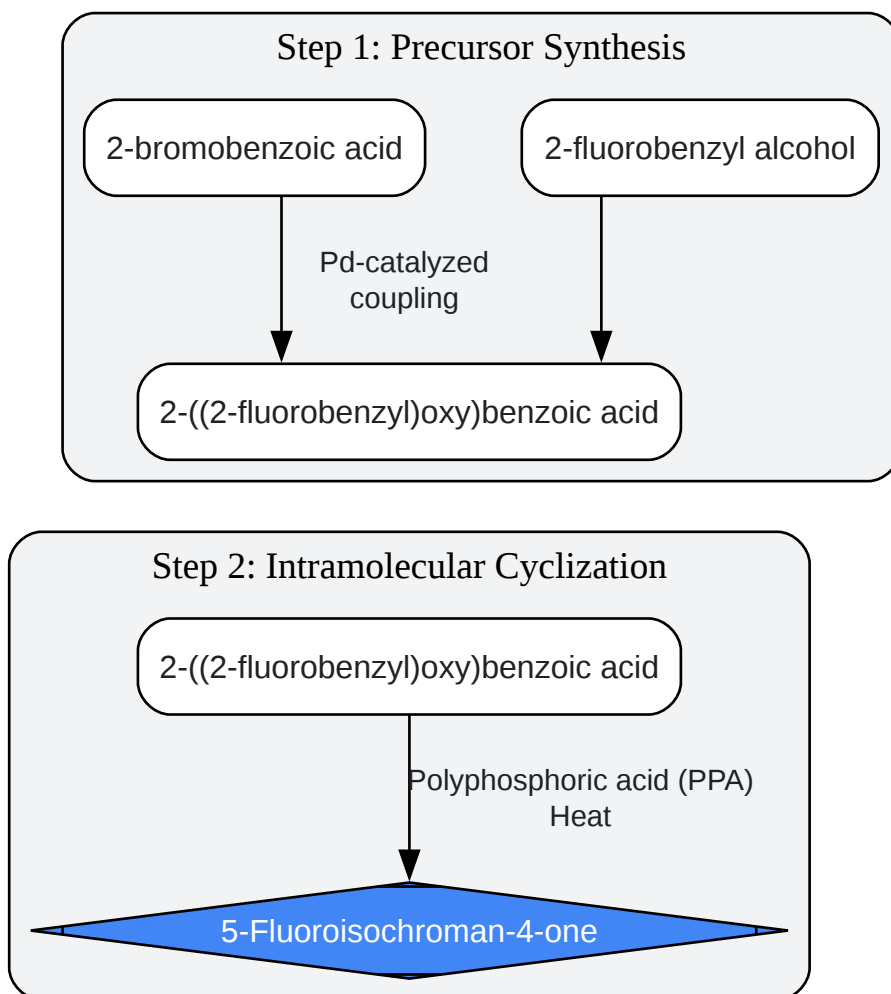 Step 1: Precursor Synthesis
2-bromobenzoic acid
2-fluorobenzyl alcohol
Pd-catalyzed
coupling
2-((2-fluorobenzyl)oxy)benzoic acid
Step 2: Intramolecular Cyclization
2-((2-fluorobenzyl)oxy)benzoic acid
Polyphosphoric acid (PPA)
Heat
5-Fluoroisochroman-4-one